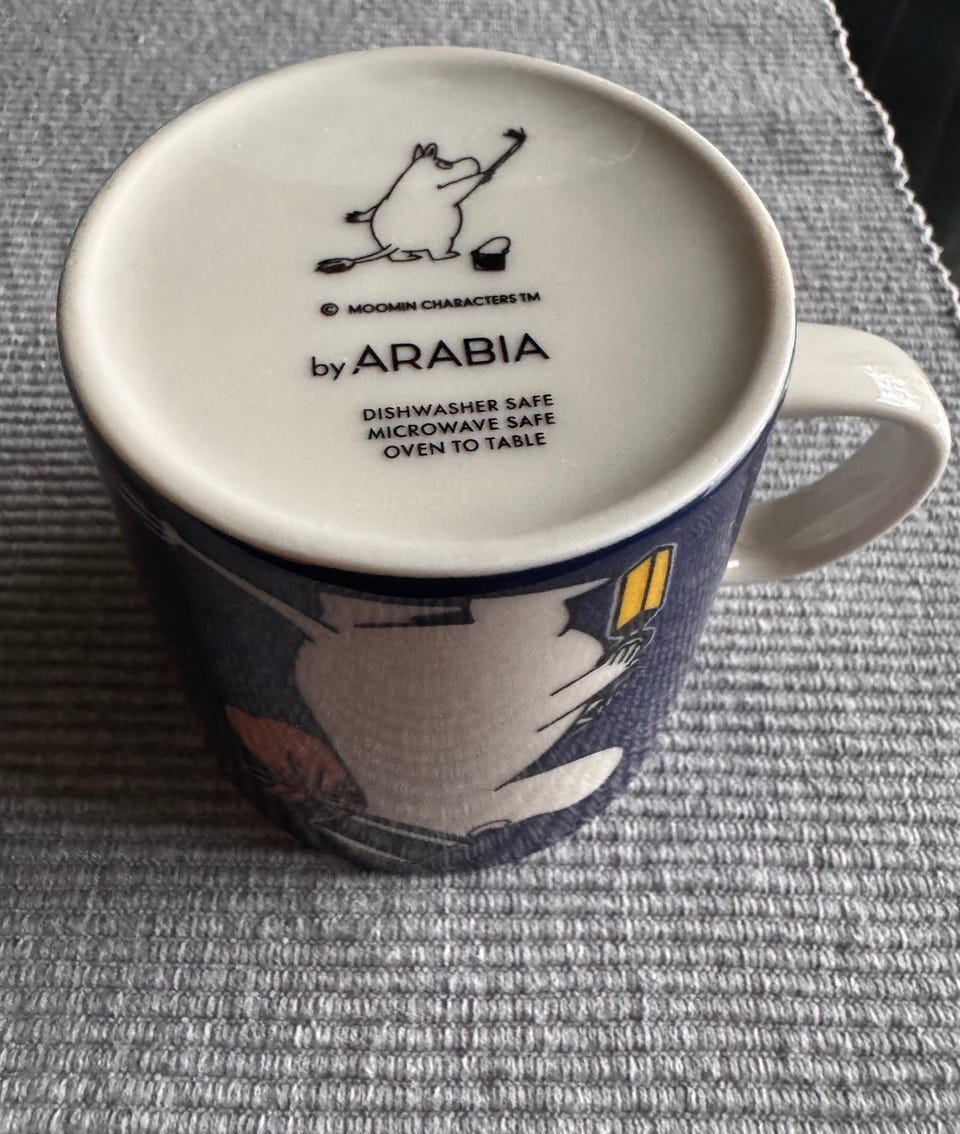 © MOOMIN CHARACTERS TM
by ARABIA
DISHWASHER SAFE
MICROWAVE SAFE
OVEN TO TABLE